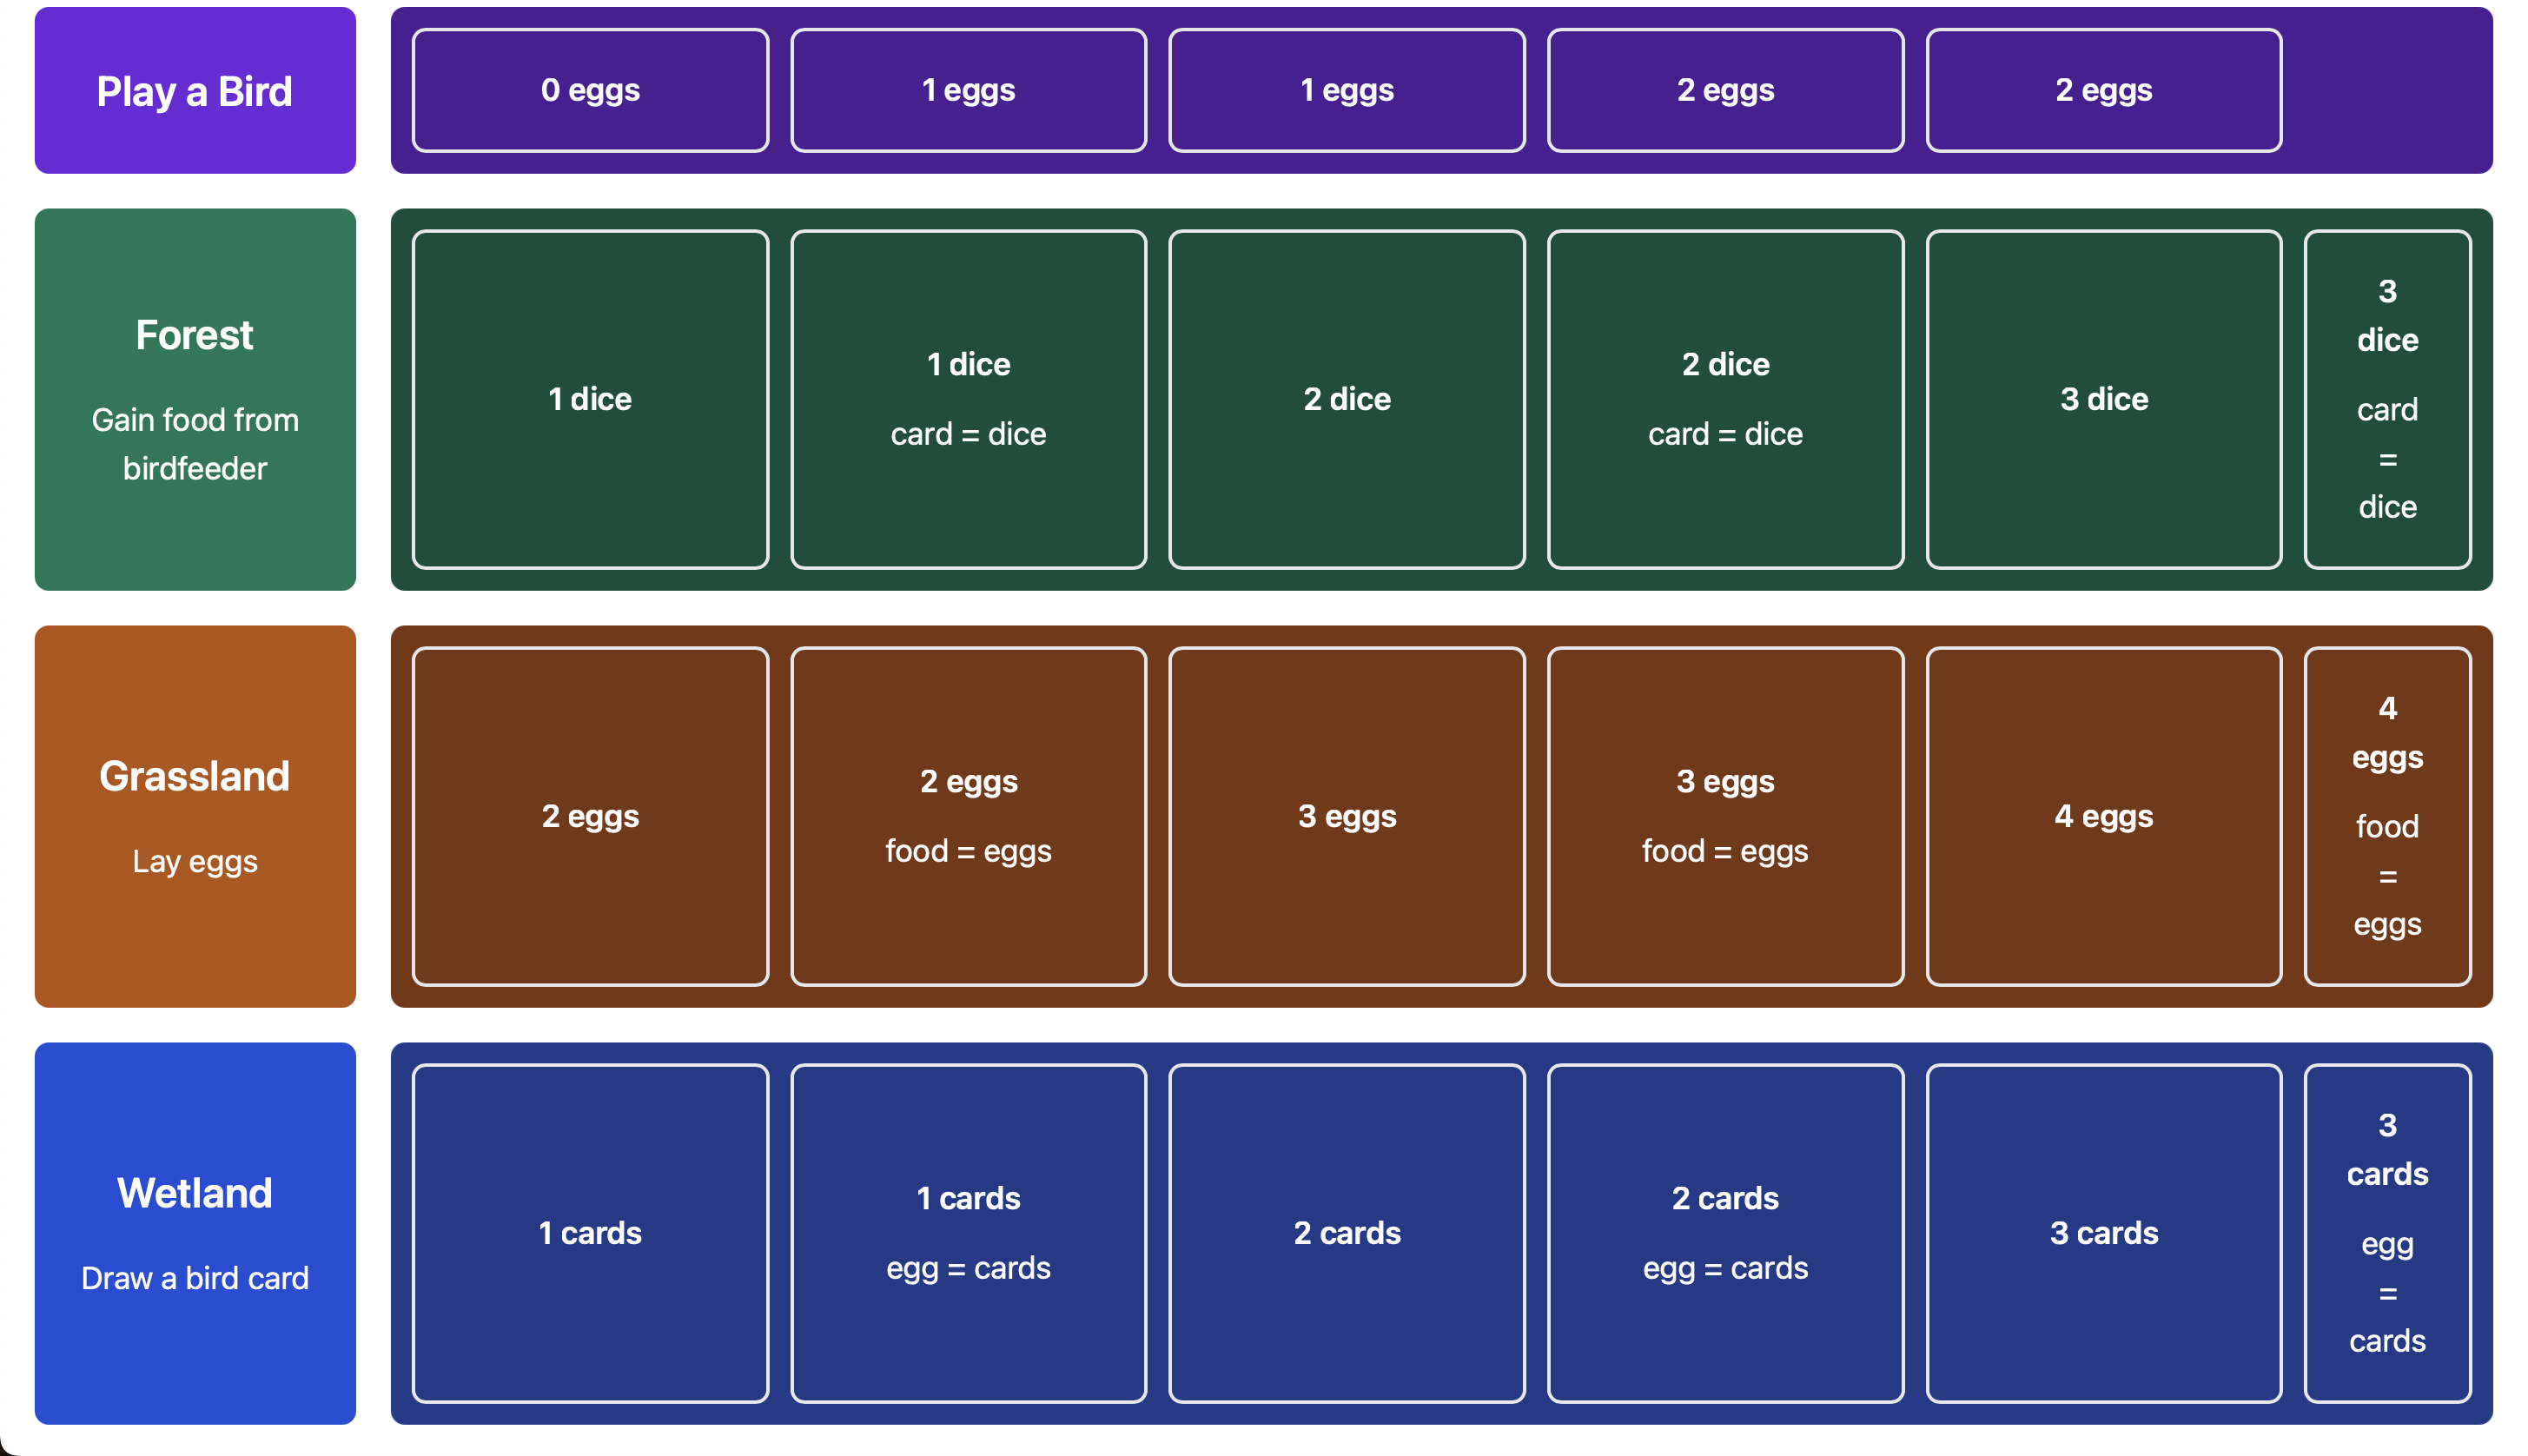 Play a Bird
0 eggs
1 eggs
1 eggs
2 eggs
2 eggs
Forest
Gain food from
birdfeeder
1 dice
1 dice
card = dice
2 dice
2 dice
card = dice
3 dice
3
dice
card
=
dice
Grassland
Lay eggs
2 eggs
2 eggs
food = eggs
3 eggs
3 eggs
food = eggs
4 eggs
4
eggs
food
=
eggs
Wetland
Draw a bird card
1 cards
1 cards
egg = cards
2 cards
2 cards
egg = cards
3 cards
3
cards
egg
=
cards